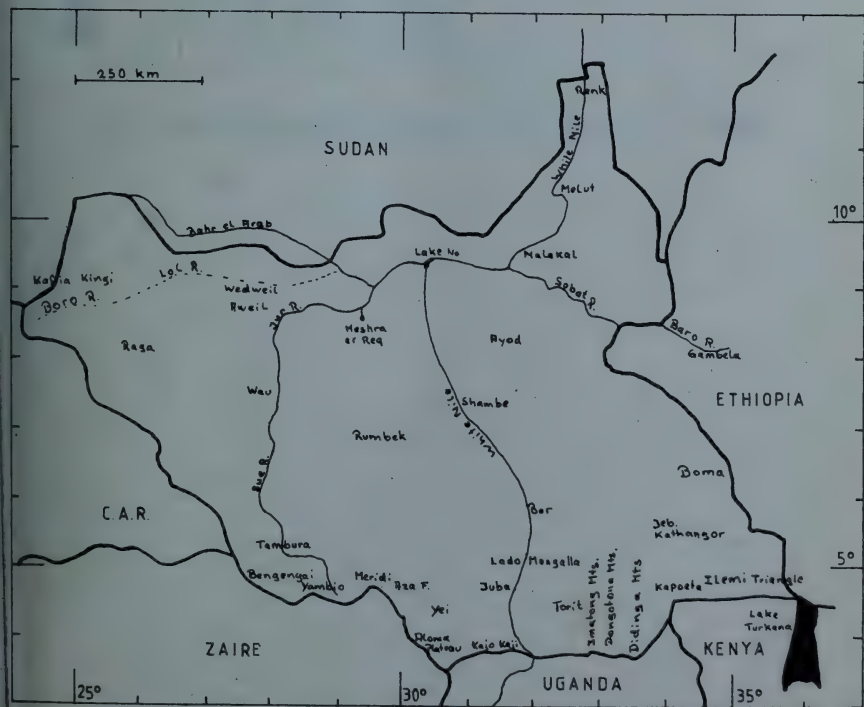 250 km
Renk
SUDAN
White Nile
Melut
10°
Bahr el Arab
Lake No
Malakal
Lol R.
Kafia Kingi
Wedweil
Sobat R.
Boro R.
Aweil
Jur R.
Meshra er Req
Baro R.
Gambela
Raga
Ayod
ETHIOPIA
Wau
Shambe
White Nile
Rumbek
Boma
Sue R.
C.A.R.
Bor
Jeb. Kathangor
Tambura
Lado Mongalla
5°
Bengengai
Yambio
Meridi
Aza F.
Juba
Torit
Imatong Mts.
Dongotona Mts.
Didinga Mts
Kapoeta
Ilemi Triangle
Yei
Lake Turkana
Plateau
Kajo Kaji
ZAIRE
KENYA
UGANDA
25°
30°
35°